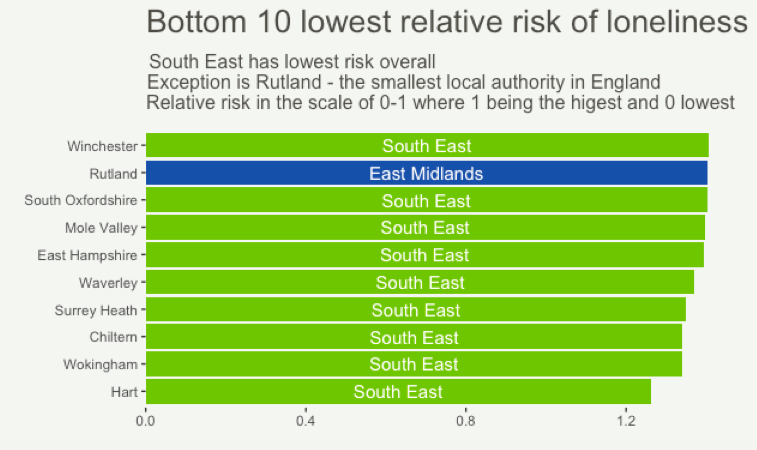 Bottom 10 lowest relative risk of loneliness
South East has lowest risk overall
Exception is Rutland - the smallest local authority in England
Relative risk in the scale of 0-1 where 1 being the higest and 0 lowest
Winchester South East
Rutland East Midlands
South Oxfordshire South East
Mole Valley South East
East Hampshire South East
Waverley South East
Surrey Heath South East
Chiltern South East
Wokingham South East
Hart South East
0.0 0.4 0.8 1.2